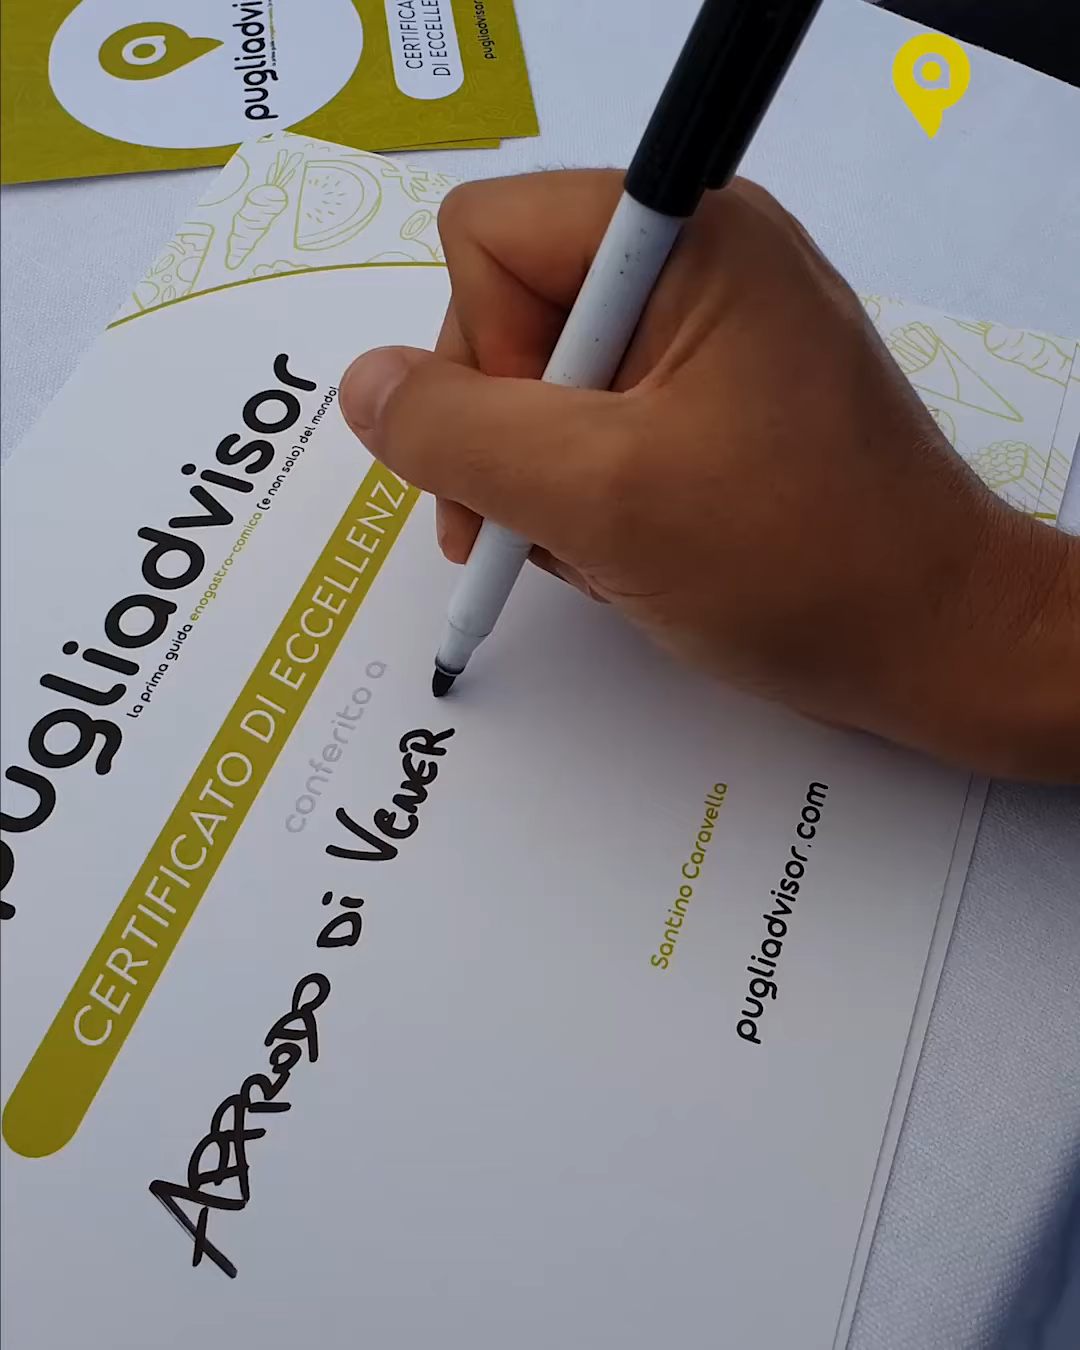 pugliadvi
CERTIFICA
DI ECCELLE
pugliadvisor
pugliadvisor
la prima guida enogastro-comica (e non solo) del mondo!
CERTIFICATO DI ECCELLENZA
conferito a
APPRODO Di VENER
Santino Caravella
pugliadvisor.com